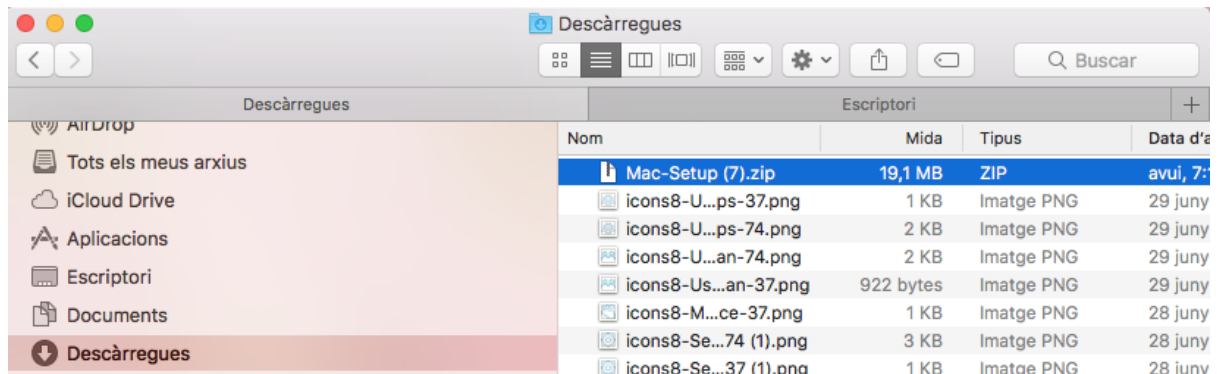 Descàrregues
Buscar
Descàrregues Escriptori
AirDrop
Tots els meus arxius
iCloud Drive
Aplicacions
Escriptori
Documents
Descàrregues
Nom Mida Tipus Data d'a
Mac-Setup (7).zip 19,1 MB ZIP avui, 7:
icons8-U...ps-37.png 1 KB Imatge PNG 29 juny
icons8-U...ps-74.png 2 KB Imatge PNG 29 juny
icons8-U...an-74.png 2 KB Imatge PNG 29 juny
icons8-Us...an-37.png 922 bytes Imatge PNG 29 juny
icons8-M...ce-37.png 1 KB Imatge PNG 28 juny
icons8-Se...74 (1).png 3 KB Imatge PNG 28 juny
icons8-Se...37 (1).png 1 KB Imatge PNG 28 juny